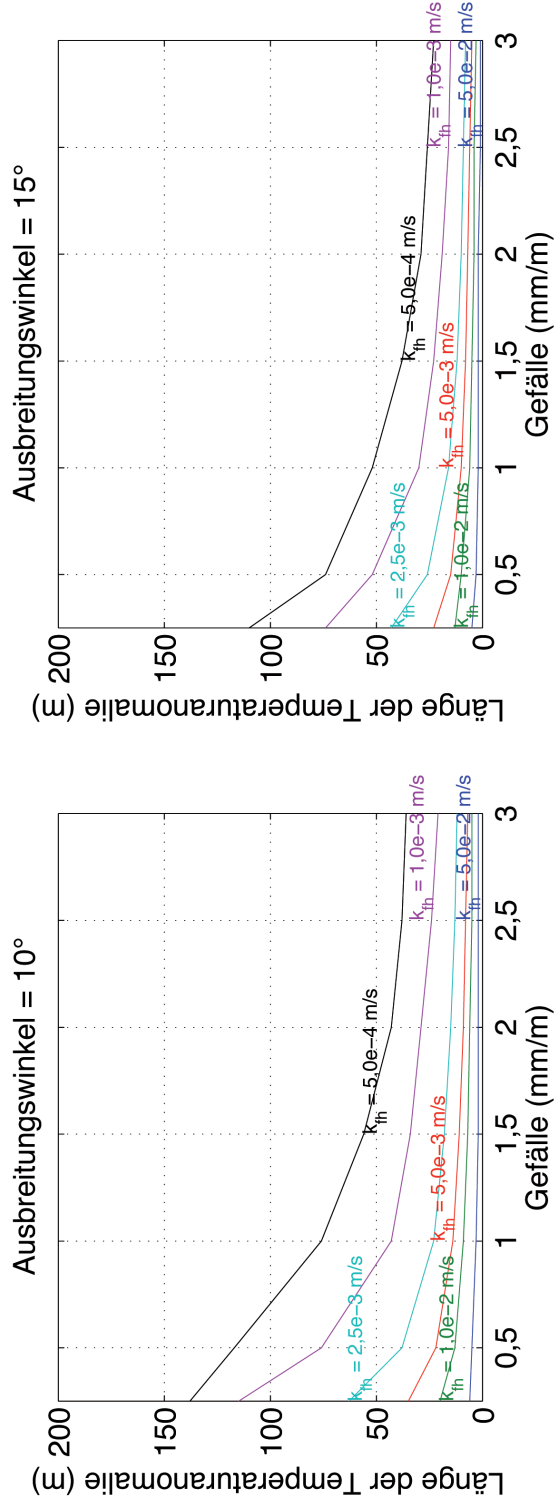 Ausbreitungswinkel = 10°
200
150
100
50
0
Länge der Temperaturanomalie (m)
k_fh = 5,0e−4 m/s
k_fh = 1,0e−3 m/s
k_fh = 2,5e−3 m/s
k_fh = 5,0e−3 m/s
k_fh = 1,0e−2 m/s
k_fh = 5,0e−2 m/s
0,5 1 1,5 2 2,5 3
Gefälle (mm/m)
Ausbreitungswinkel = 15°
200
150
100
50
0
Länge der Temperaturanomalie (m)
k_fh = 5,0e−4 m/s
k_fh = 1,0e−3 m/s
k_fh = 2,5e−3 m/s
k_fh = 5,0e−3 m/s
k_fh = 1,0e−2 m/s
k_fh = 5,0e−2 m/s
0,5 1 1,5 2 2,5 3
Gefälle (mm/m)